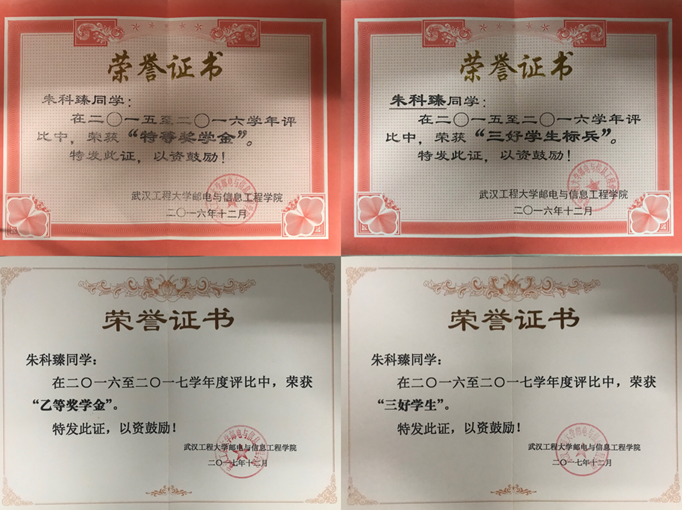 荣誉证书
朱科臻同学：
在二〇一五至二〇一六学年评
比中，荣获“特等奖学金”。
特发此证，以资鼓励！
武汉工程大学邮电与信息工程学院
二〇一六年十二月
荣誉证书
朱科臻同学：
在二〇一五至二〇一六学年评
比中，荣获“三好学生标兵”。
特发此证，以资鼓励！
武汉工程大学邮电与信息工程学院
二〇一六年十二月
荣誉证书
朱科臻同学：
在二〇一六至二〇一七学年度评比中，荣获
“乙等奖学金”。
特发此证，以资鼓励！
武汉工程大学邮电与信息工程学院
二〇一七年十二月
荣誉证书
朱科臻同学：
在二〇一六至二〇一七学年度评比中，荣获
“三好学生”。
特发此证，以资鼓励！
武汉工程大学邮电与信息工程学院
二〇一七年十二月